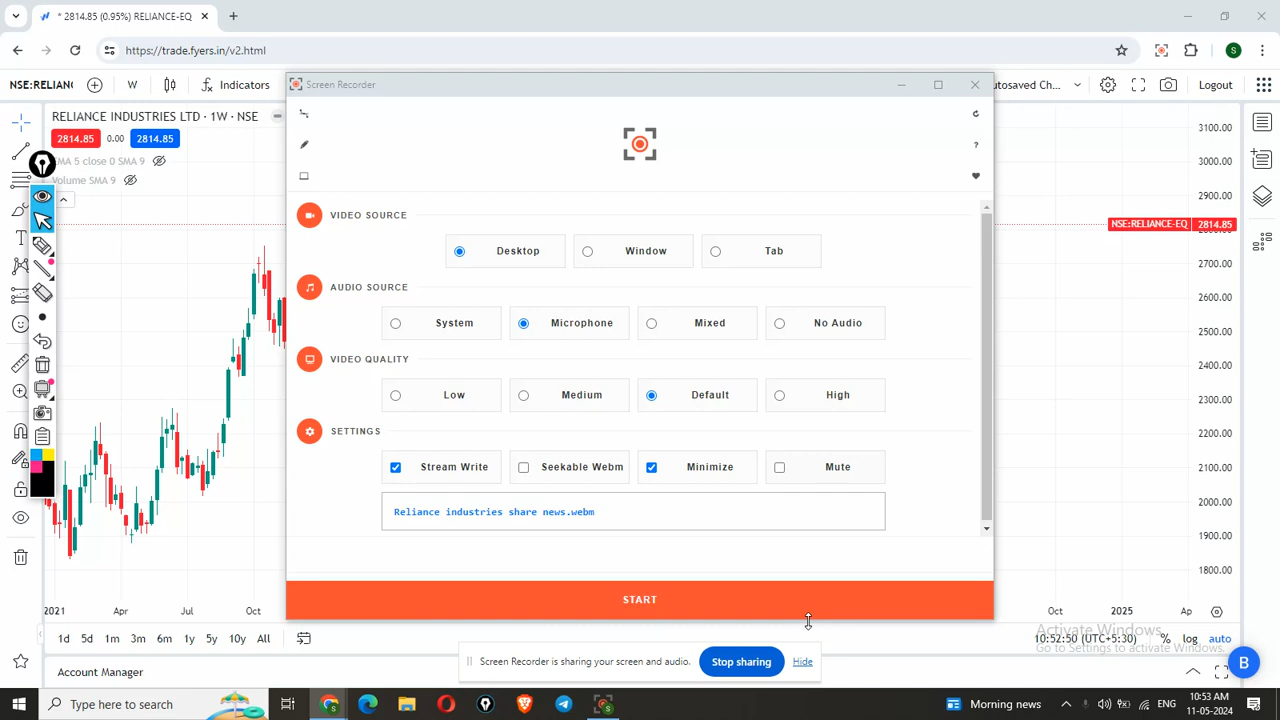 * 2814.85 (0.95%) RELIANCE-EQ
https://trade.fyers.in/v2.html
S
NSE:RELIAN
W
Indicators
Autosaved Ch...
Logout
Screen Recorder
RELIANCE INDUSTRIES LTD · 1W · NSE
2814.85 0.00 2814.85
SMA 5 close 0 SMA 9
Volume SMA 9
?
VIDEO SOURCE
Desktop
Window
Tab
AUDIO SOURCE
System
Microphone
Mixed
No Audio
VIDEO QUALITY
Low
Medium
Default
High
SETTINGS
Stream Write
Seekable Webm
Minimize
Mute
Reliance industries share news.webm
START
3100.00
3000.00
2900.00
NSE:RELIANCE-EQ 2814.85
2700.00
2600.00
2500.00
2400.00
2300.00
2200.00
2100.00
2000.00
1900.00
1800.00
2021 Apr Jul Oct
Oct 2025 Ap
1d 5d 1m 3m 6m 1y 5y 10y All
10:52:50 (UTC+5:30) % log auto
Activate Windows
Go to Settings to activate Windows.
Screen Recorder is sharing your screen and audio.
Stop sharing
Hide
Account Manager
B
Type here to search
Morning news
ENG
10:53 AM
11-05-2024